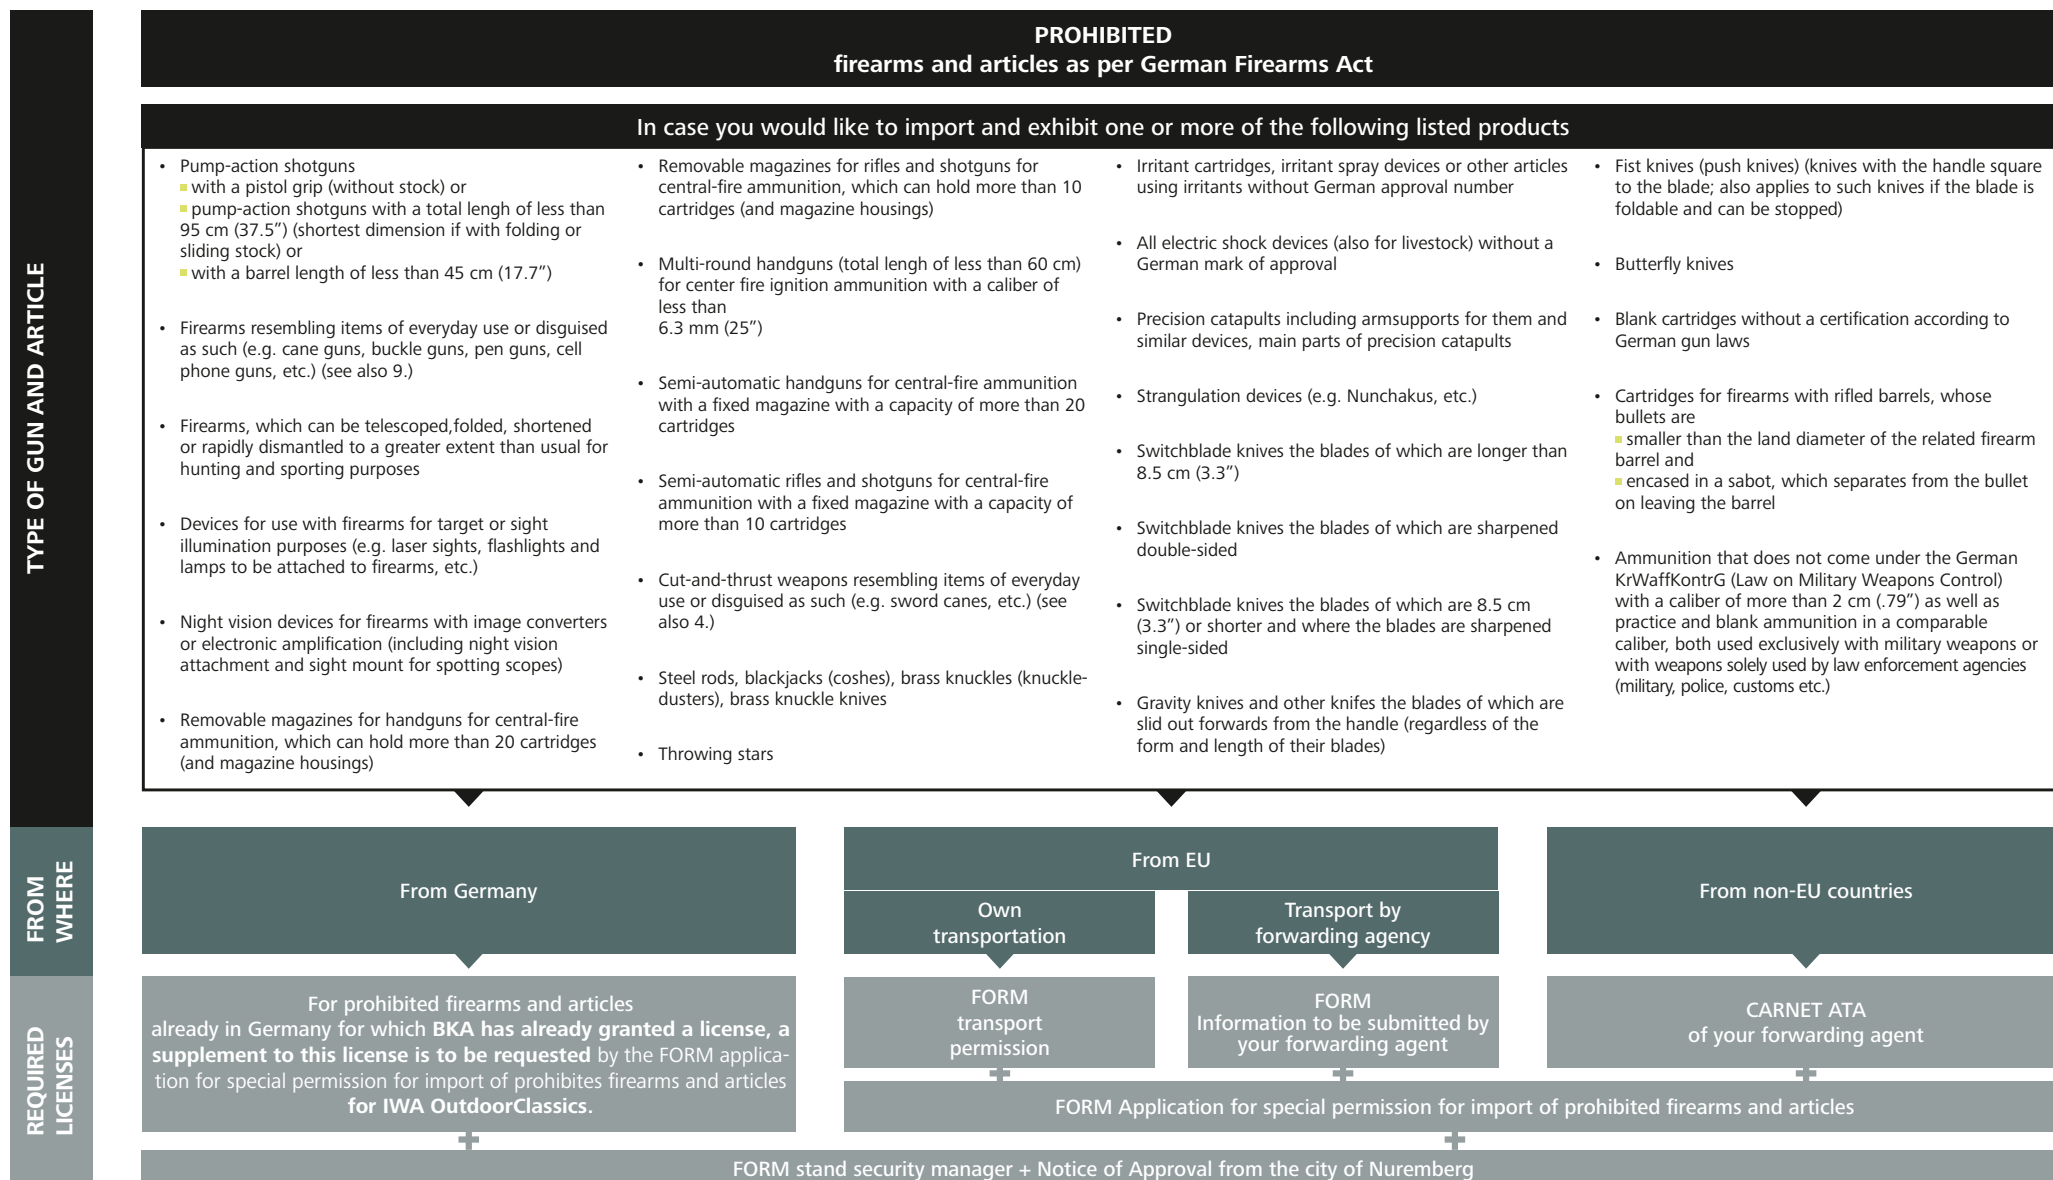 PROHIBITED
firearms and articles as per German Firearms Act
In case you would like to import and exhibit one or more of the following listed products
TYPE OF GUN AND ARTICLE
• Pump-action shotguns
with a pistol grip (without stock) or
pump-action shotguns with a total lengh of less than
95 cm (37.5”) (shortest dimension if with folding or
sliding stock) or
with a barrel length of less than 45 cm (17.7”)
• Firearms resembling items of everyday use or disguised
as such (e.g. cane guns, buckle guns, pen guns, cell
phone guns, etc.) (see also 9.)
• Firearms, which can be telescoped,folded, shortened
or rapidly dismantled to a greater extent than usual for
hunting and sporting purposes
• Devices for use with firearms for target or sight
illumination purposes (e.g. laser sights, flashlights and
lamps to be attached to firearms, etc.)
• Night vision devices for firearms with image converters
or electronic amplification (including night vision
attachment and sight mount for spotting scopes)
• Removable magazines for handguns for central-fire
ammunition, which can hold more than 20 cartridges
(and magazine housings)
• Removable magazines for rifles and shotguns for
central-fire ammunition, which can hold more than 10
cartridges (and magazine housings)
• Multi-round handguns (total lengh of less than 60 cm)
for center fire ignition ammunition with a caliber of
less than
6.3 mm (25”)
• Semi-automatic handguns for central-fire ammunition
with a fixed magazine with a capacity of more than 20
cartridges
• Semi-automatic rifles and shotguns for central-fire
ammunition with a fixed magazine with a capacity of
more than 10 cartridges
• Cut-and-thrust weapons resembling items of everyday
use or disguised as such (e.g. sword canes, etc.) (see
also 4.)
• Steel rods, blackjacks (coshes), brass knuckles (knuckle-
dusters), brass knuckle knives
• Throwing stars
• Irritant cartridges, irritant spray devices or other articles
using irritants without German approval number
• All electric shock devices (also for livestock) without a
German mark of approval
• Precision catapults including armsupports for them and
similar devices, main parts of precision catapults
• Strangulation devices (e.g. Nunchakus, etc.)
• Switchblade knives the blades of which are longer than
8.5 cm (3.3”)
• Switchblade knives the blades of which are sharpened
double-sided
• Switchblade knives the blades of which are 8.5 cm
(3.3”) or shorter and where the blades are sharpened
single-sided
• Gravity knives and other knifes the blades of which are
slid out forwards from the handle (regardless of the
form and length of their blades)
• Fist knives (push knives) (knives with the handle square
to the blade; also applies to such knives if the blade is
foldable and can be stopped)
• Butterfly knives
• Blank cartridges without a certification according to
German gun laws
• Cartridges for firearms with rifled barrels, whose
bullets are
smaller than the land diameter of the related firearm
barrel and
encased in a sabot, which separates from the bullet
on leaving the barrel
• Ammunition that does not come under the German
KrWaffKontrG (Law on Military Weapons Control)
with a caliber of more than 2 cm (.79”) as well as
practice and blank ammunition in a comparable
caliber, both used exclusively with military weapons or
with weapons solely used by law enforcement agencies
(military, police, customs etc.)
FROM
WHERE
From Germany
From EU
Own
transportation
Transport by
forwarding agency
From non-EU countries
REQUIRED
LICENSES
For prohibited firearms and articles
already in Germany for which BKA has already granted a license, a
supplement to this license is to be requested by the FORM applica-
tion for special permission for import of prohibites firearms and articles
for IWA OutdoorClassics.
FORM
transport
permission
FORM
Information to be submitted by
your forwarding agent
CARNET ATA
of your forwarding agent
FORM Application for special permission for import of prohibited firearms and articles
FORM stand security manager + Notice of Approval from the city of Nuremberg